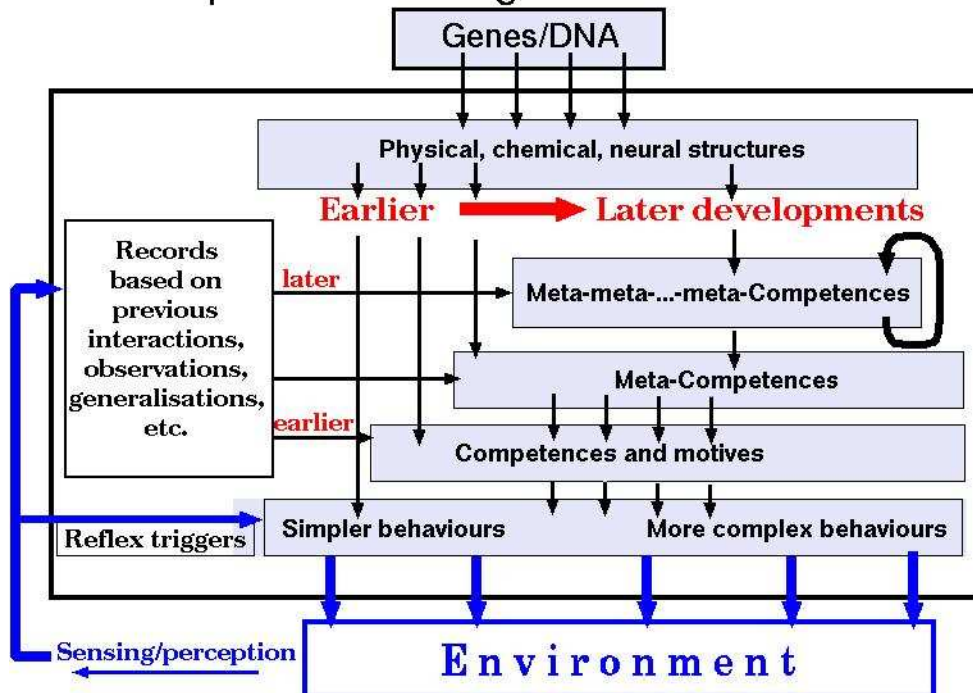 Genes/DNA
Physical, chemical, neural structures
Earlier
Later developments
Records
based on
previous
interactions,
observations,
generalisations,
etc.
later
Meta-meta-...-meta-Competences
Meta-Competences
earlier
Competences and motives
Simpler behaviours
More complex behaviours
Reflex triggers
Sensing/perception
Environment